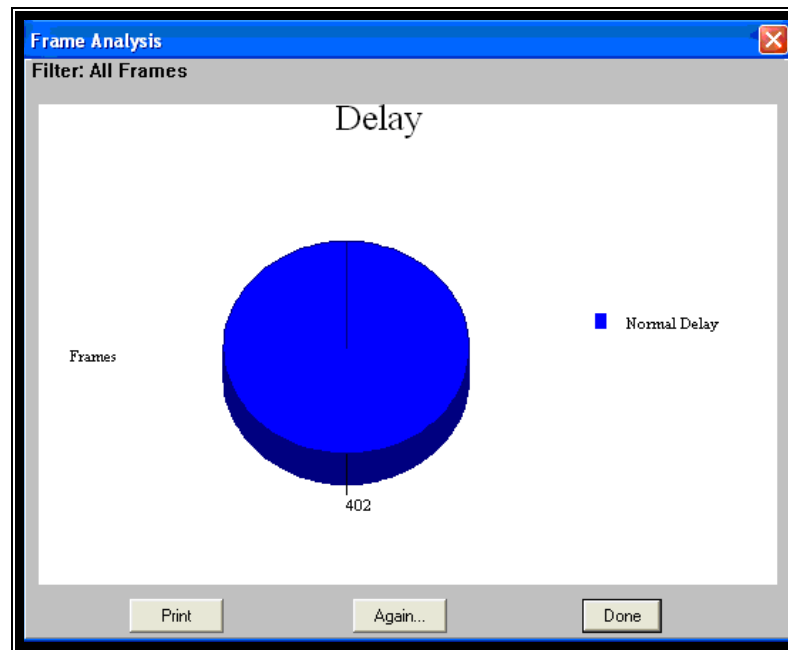 Frame Analysis
Filter: All Frames
Delay
Normal Delay
Frames
402
Print
Again...
Done